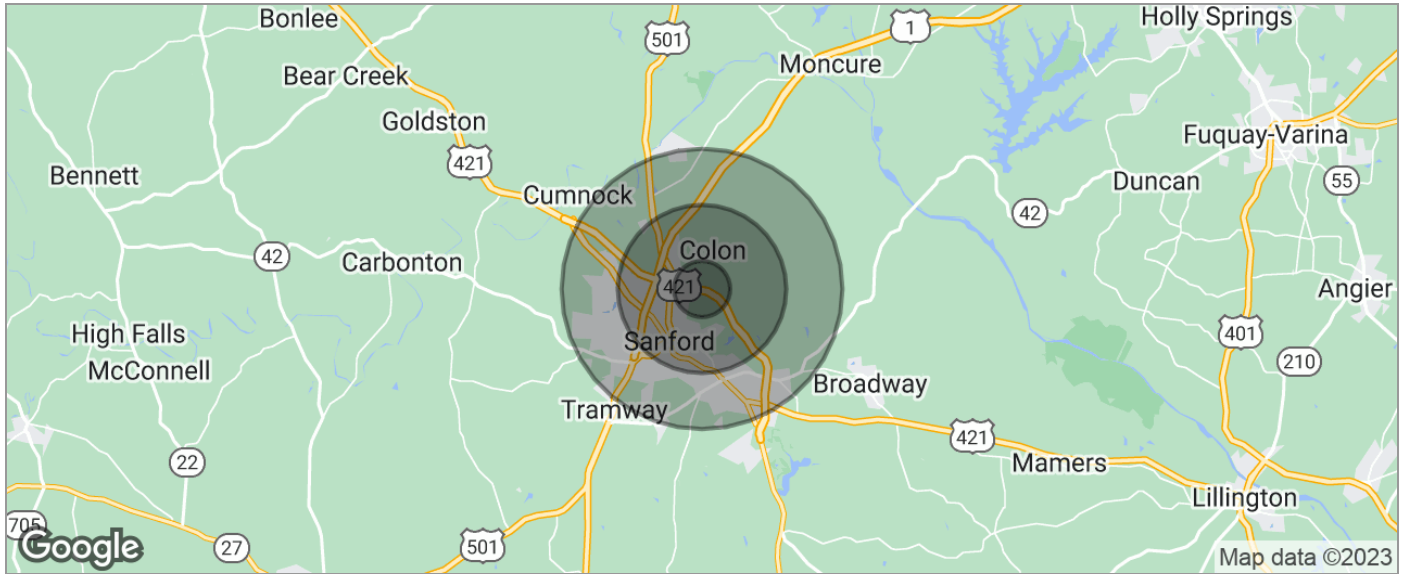 Bonlee
Holly Springs
1
501
Moncure
Bear Creek
Goldston
Fuquay-Varina
421
Bennett
Duncan
55
Cumnock
42
Colon
42
Carbonton
421
Angier
High Falls
Sanford
401
210
McConnell
Broadway
Tramway
421
22
Mamers
Lillington
705
Google
27
501
Map data ©2023